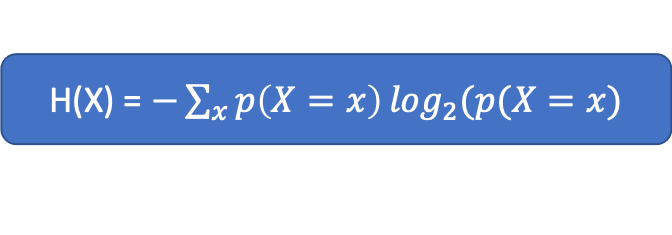 H(X) = − ∑ₓ p(X = x) log₂(p(X = x)